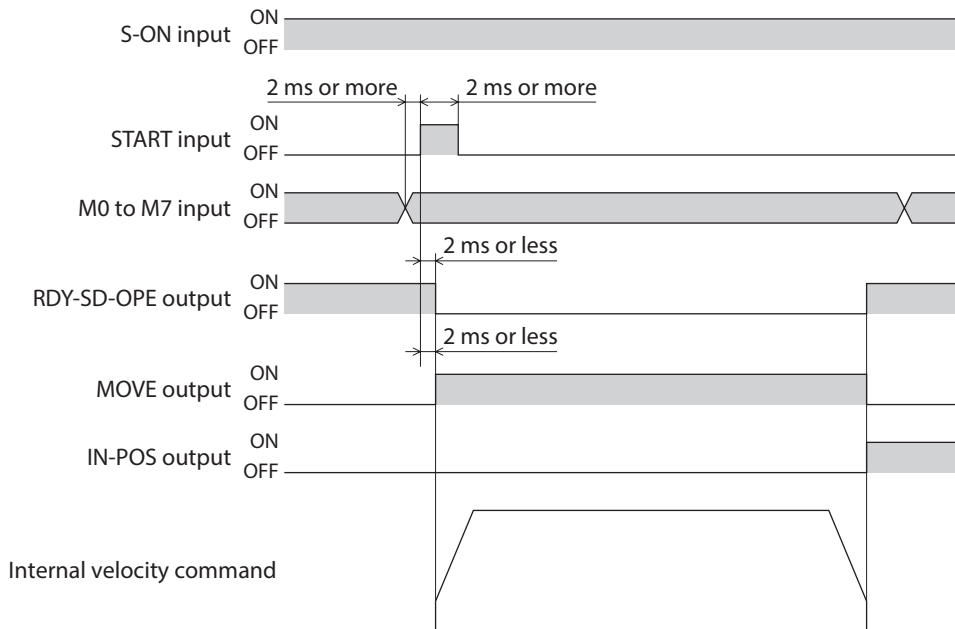 S-ON input
ON
OFF
2 ms or more
2 ms or more
START input
ON
OFF
M0 to M7 input
ON
OFF
2 ms or less
RDY-SD-OPE output
ON
OFF
2 ms or less
MOVE output
ON
OFF
IN-POS output
ON
OFF
Internal velocity command